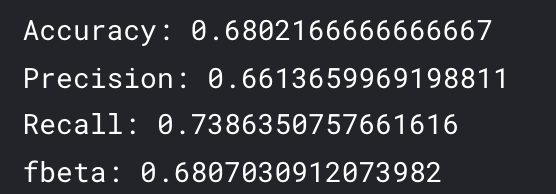 Accuracy: 0.6802166666666667
Precision: 0.6613659969198811
Recall: 0.7386350757661616
fbeta: 0.6807030912073982